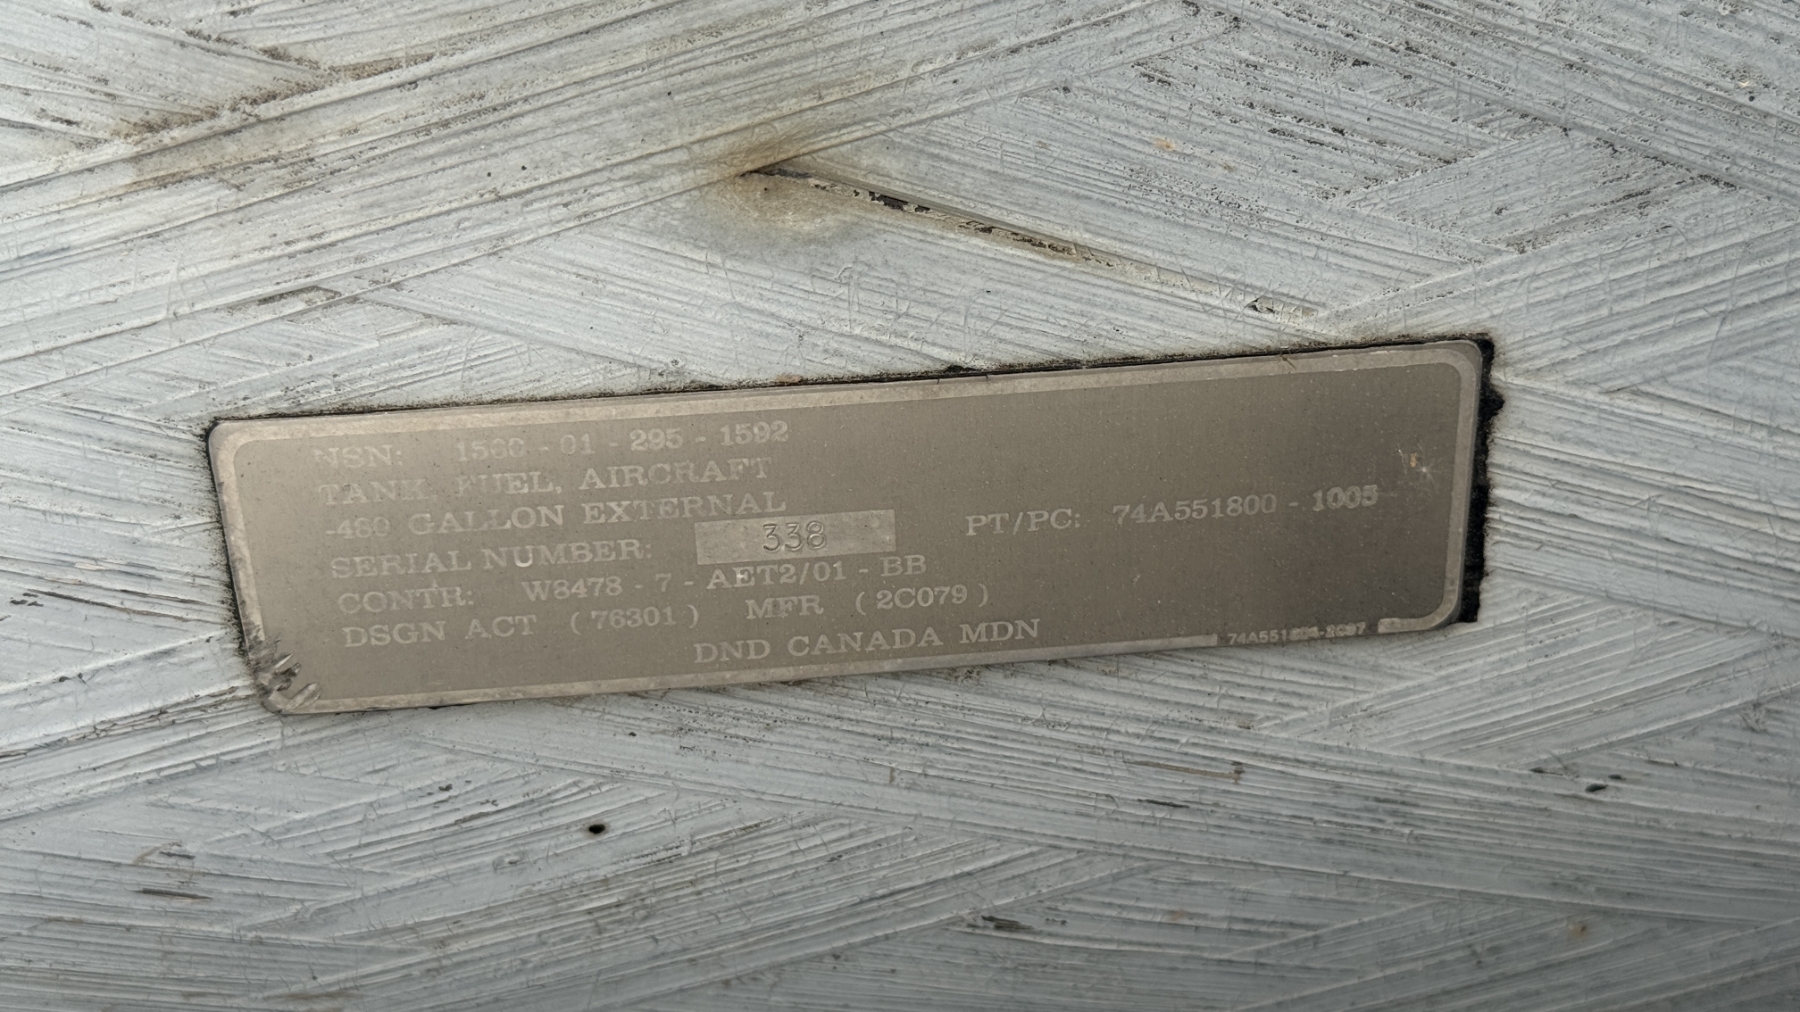 NSN: 1560 - 01 - 295 - 1592
TANK, FUEL, AIRCRAFT
-480 GALLON EXTERNAL
SERIAL NUMBER: 338 PT/PC: 74A551800 - 1005
CONTR: W8478 - 7 - AET2/01 - BB
DSGN ACT (76301) MFR (2C079)
DND CANADA MDN